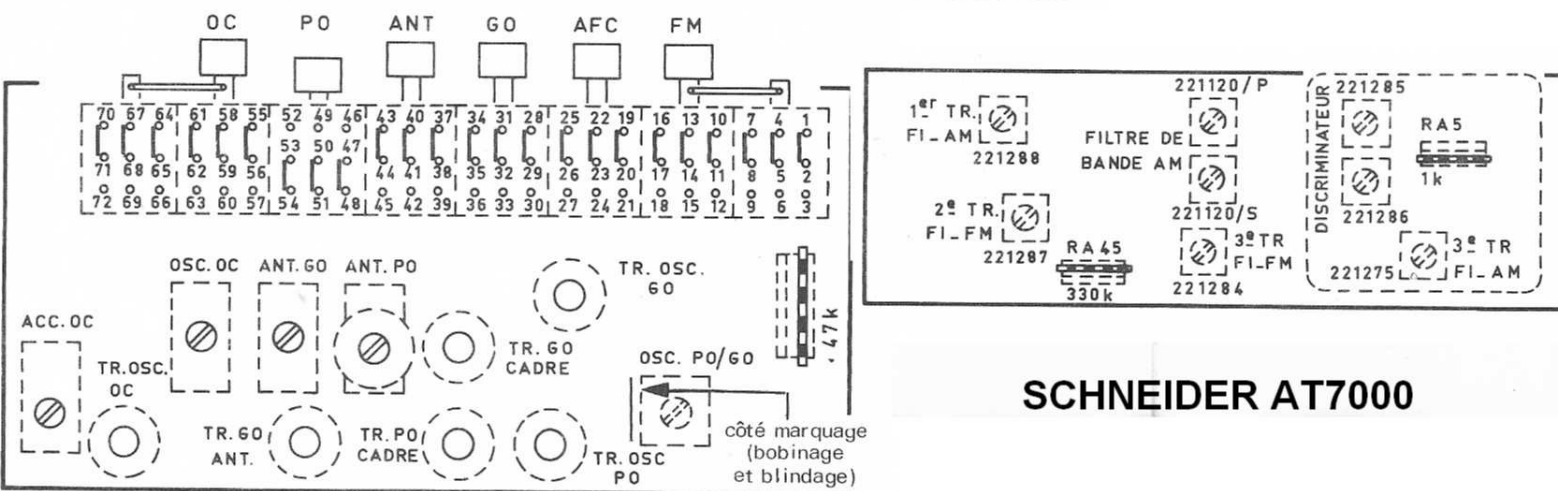 OC PO ANT GO AFC FM
70 67 64 61 58 55 52 49 46 43 40 37 34 31 28 25 22 19 16 13 10 7 4 1
53 50 47
71 68 65 62 59 56 44 41 38 35 32 29 26 23 20 17 14 11 8 5 2
72 69 66 63 60 57 54 51 48 45 42 39 36 33 30 27 24 21 18 15 12 9 6 3
OSC. OC
ANT. GO
ANT. PO
TR. OSC.
GO
ACC. OC
TR. OSC.
OC
TR. GO
CADRE
OSC. PO/GO
47k
TR. GO
ANT.
TR. PO
CADRE
TR. OSC
PO
côté marquage
(bobinage
et blindage)
1er TR.
FI_AM
221288
221120/P
FILTRE DE
BANDE AM
221120/S
2e TR.
FI_FM
221287
RA 45
330k
3e TR
FI_FM
221284
DISCRIMINATEUR
221285
RA5
1k
221286
221275
3e TR
FI_AM
SCHNEIDER AT7000